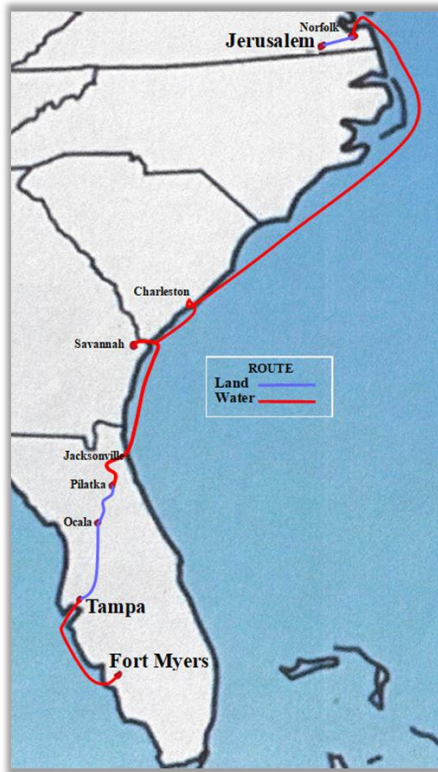 Norfolk
Jerusalem
Charleston
Savannah
ROUTE
Land
Water
Jacksonville
Pilatka
Ocala
Tampa
Fort Myers